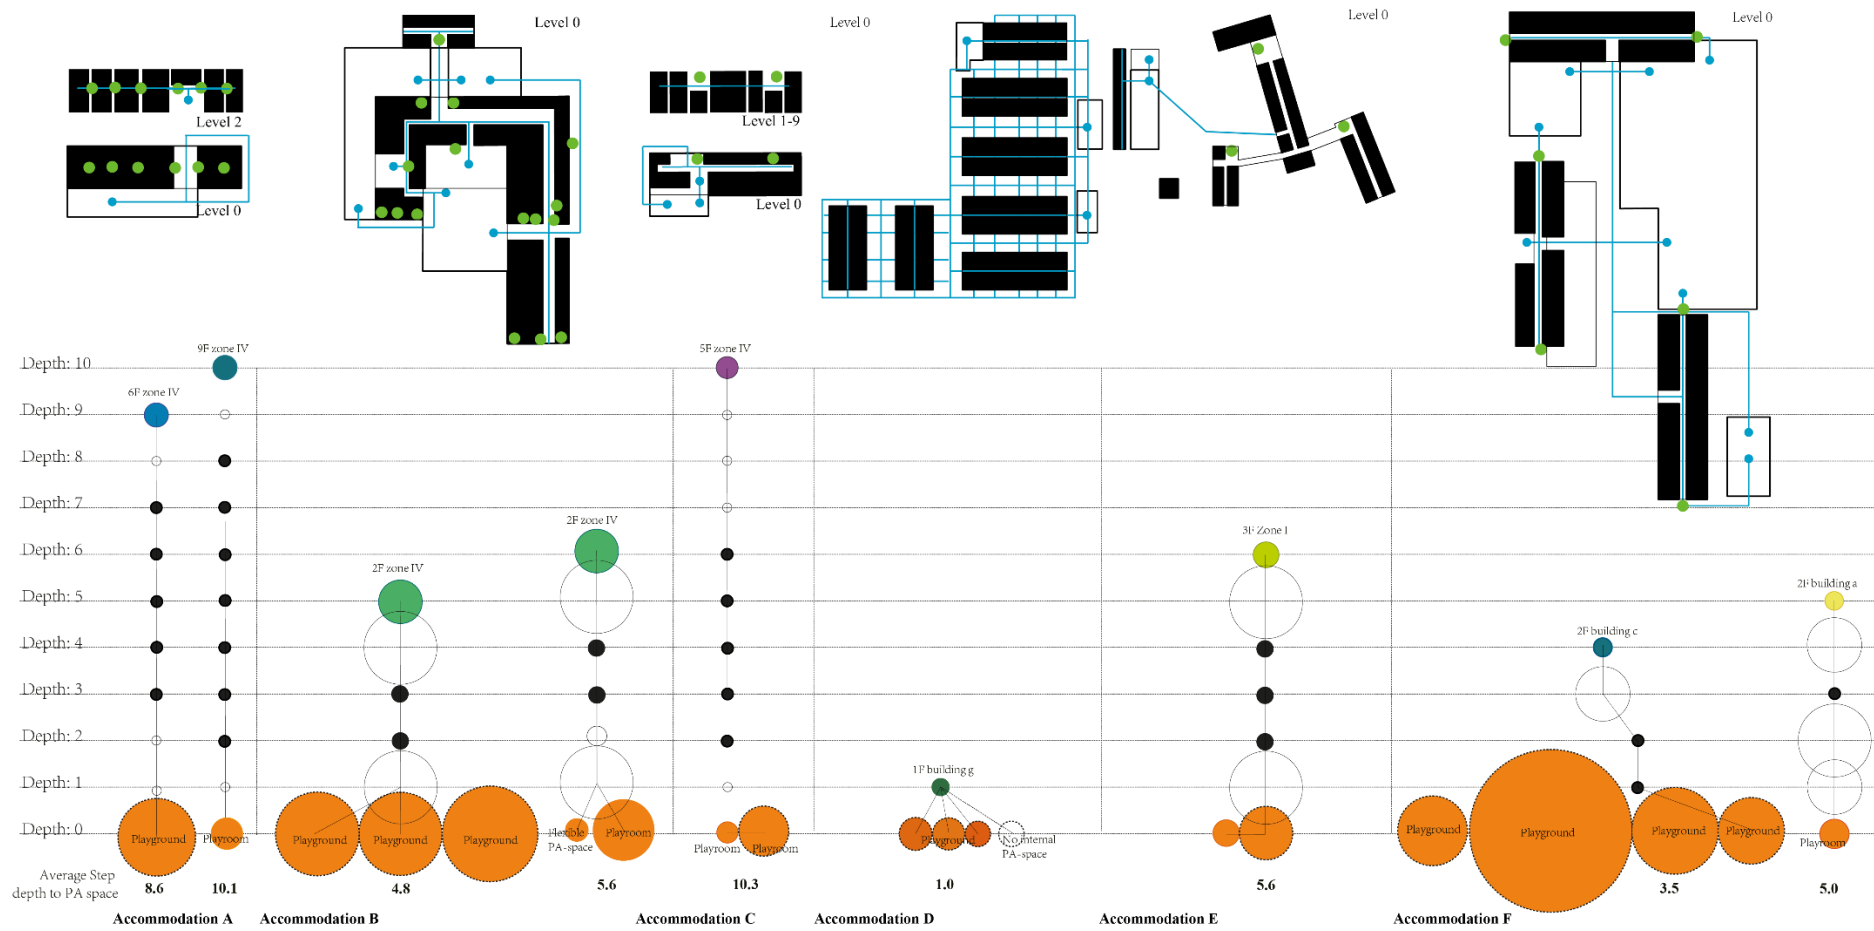 Level 0
Level 0
Level 0
Level 0
Level 2
Level 1-9
Level 0
Level 0
Depth: 10
Depth: 9
Depth: 8
Depth: 7
Depth: 6
Depth: 5
Depth: 4
Depth: 3
Depth: 2
Depth: 1
Depth: 0
9F zone IV
5F zone IV
6F zone IV
2F zone IV
3F Zone I
2F zone IV
2F building a
2F building c
1F building g
Playground
Playroom
Playground
Playground
Playground
Flexible
PA-space
Playroom
Playroom
Playroom
Playground
No internal
PA-space
Playground
Playground
Playground
Playground
Playroom
Average Step
depth to PA space
8.6
10.1
4.8
5.6
10.3
1.0
5.6
3.5
5.0
Accommodation A
Accommodation B
Accommodation C
Accommodation D
Accommodation E
Accommodation F